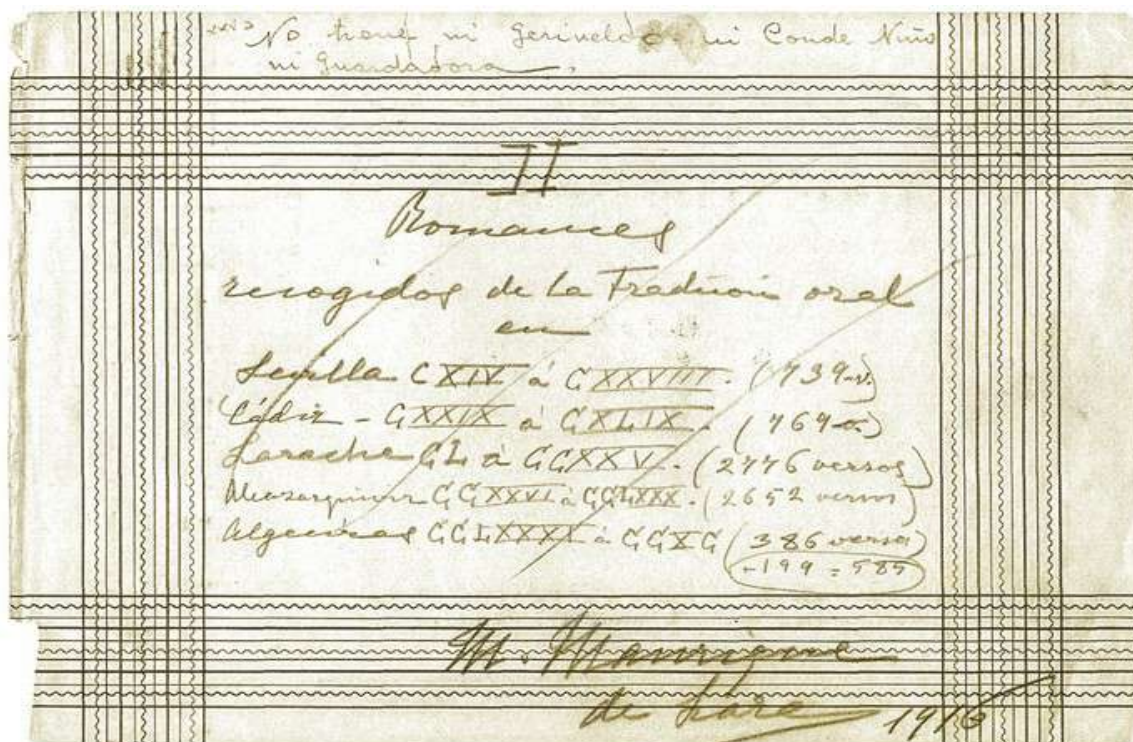 No tiene ni Gerineldo ni Conde Niño
ni Guardadora.
II
Romances
recogidos de la Tradición oral
en
Sevilla CXIV á CXXVIII. (739 v.)
Cádiz - CXXIX á CXLIX. (769 v.)
Larache CL á CCXXV. (2776 versos)
Alcazarquivir CCXXVI á CCLXXX. (2652 versos)
Algeciras CCLXXXI á CCXC (386 versos)
+199 = 585
M. Manrique
de Lara 1916